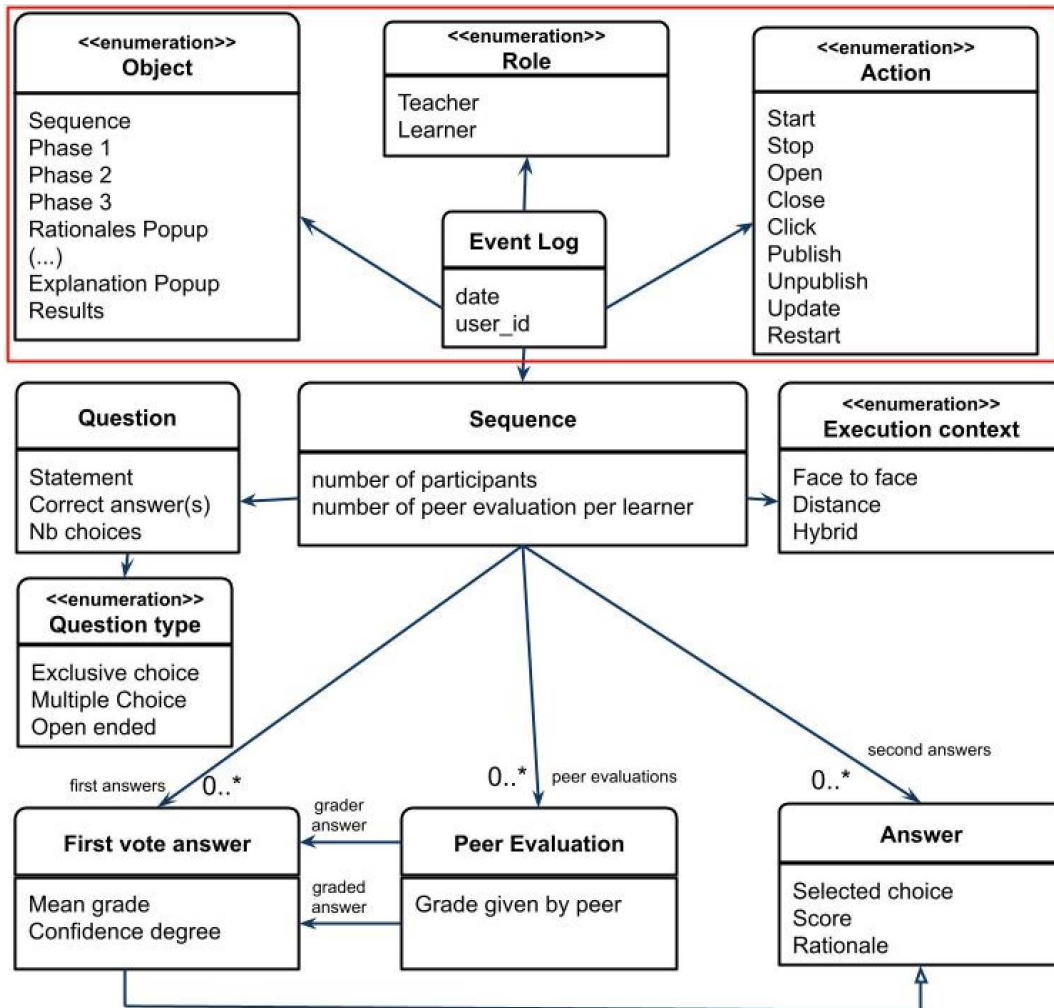 <<enumeration>>
Object
Sequence
Phase 1
Phase 2
Phase 3
Rationales Popup
(...)
Explanation Popup
Results
<<enumeration>>
Role
Teacher
Learner
<<enumeration>>
Action
Start
Stop
Open
Close
Click
Publish
Unpublish
Update
Restart
Event Log
date
user_id
Question
Statement
Correct answer(s)
Nb choices
Sequence
number of participants
number of peer evaluation per learner
<<enumeration>>
Execution context
Face to face
Distance
Hybrid
<<enumeration>>
Question type
Exclusive choice
Multiple Choice
Open ended
first answers
0..*
0..*
peer evaluations
second answers
0..*
First vote answer
Mean grade
Confidence degree
grader
answer
graded
answer
Peer Evaluation
Grade given by peer
Answer
Selected choice
Score
Rationale